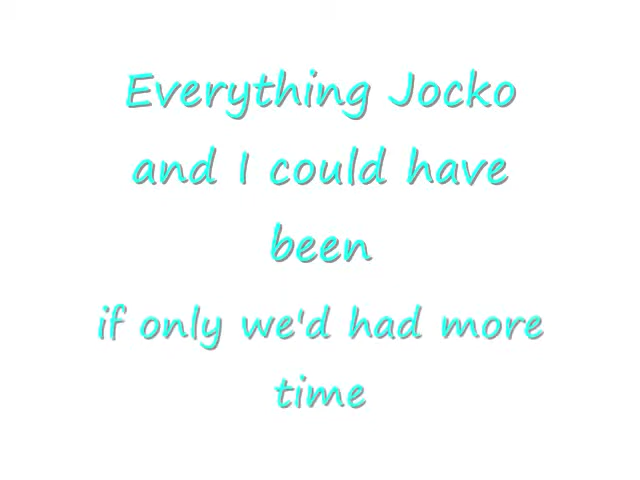 Everything Jocko
and I could have
been
if only we'd had more
time